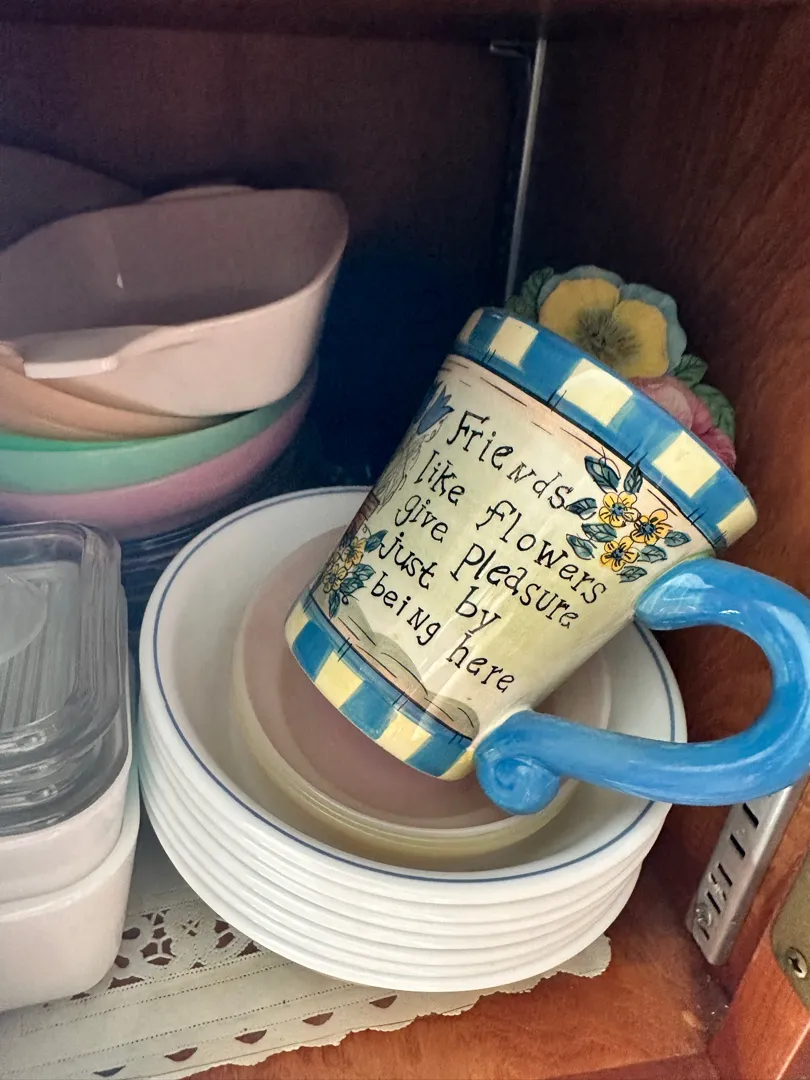 Friends
like flowers
give Pleasure
just by
being here